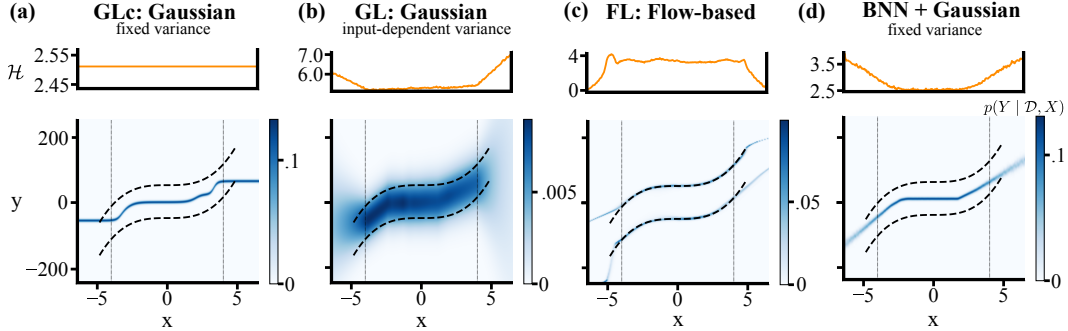 (a) GLc: Gaussian
fixed variance
ℋ
2.55
2.45
y
200
0
−200
−5 0 5
x
.1
0
(b) GL: Gaussian
input-dependent variance
7.0
6.0
−5 0 5
x
.005
0
(c) FL: Flow-based
4
0
−5 0 5
x
.05
0
(d) BNN + Gaussian
fixed variance
3.5
2.5
p(Y | 𝒟, X)
−5 0 5
x
.1
0